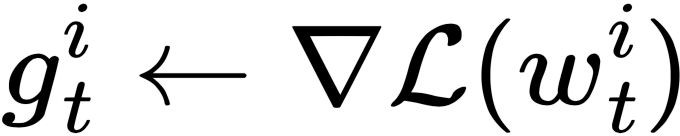 g_t^i ← ∇ℒ(w_t^i)